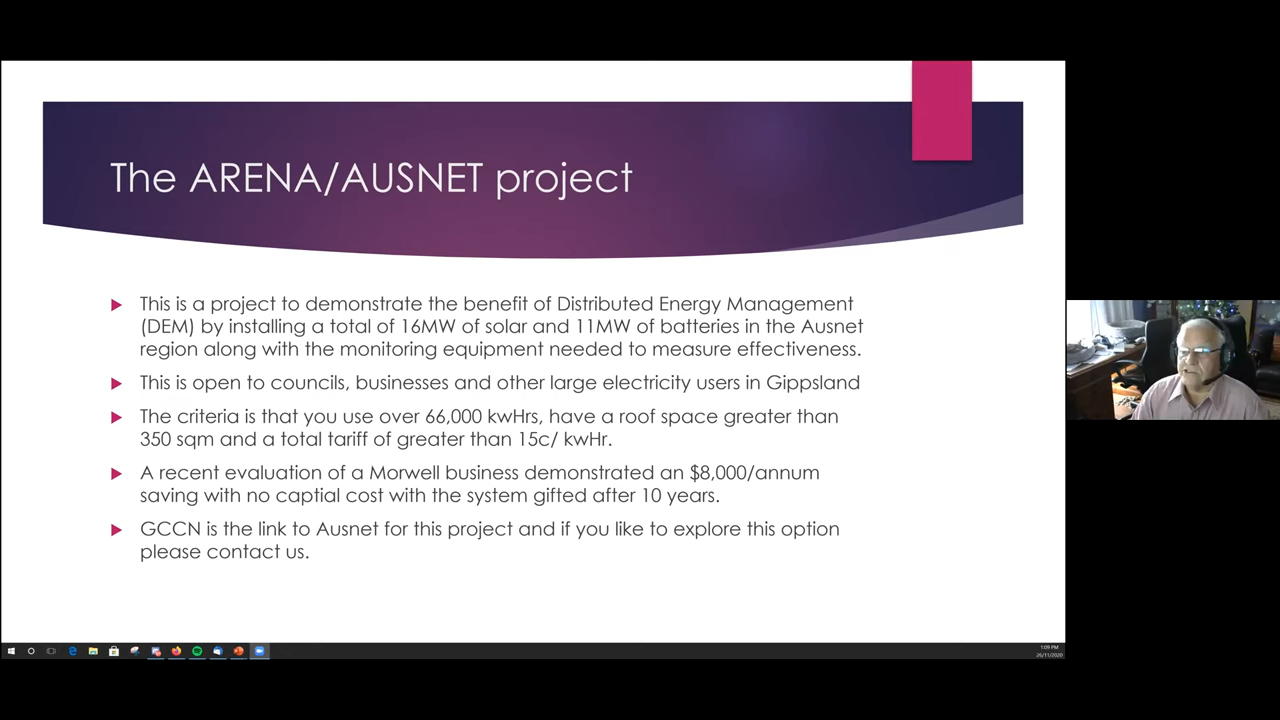 The ARENA/AUSNET project
This is a project to demonstrate the benefit of Distributed Energy Management
(DEM) by installing a total of 16MW of solar and 11MW of batteries in the Ausnet
region along with the monitoring equipment needed to measure effectiveness.
This is open to councils, businesses and other large electricity users in Gippsland
The criteria is that you use over 66,000 kwHrs, have a roof space greater than
350 sqm and a total tariff of greater than 15c/ kwHr.
A recent evaluation of a Morwell business demonstrated an $8,000/annum
saving with no captial cost with the system gifted after 10 years.
GCCN is the link to Ausnet for this project and if you like to explore this option
please contact us.
1:09 PM
26/11/2020